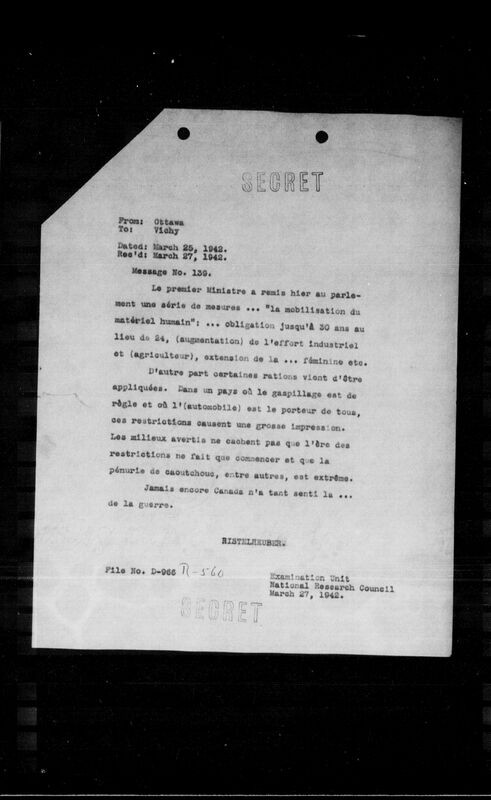 SECRET
From: Ottawa
To: Vichy
Dated: March 25, 1942.
Rec'd: March 27, 1942.
Message No. 139.
Le premier Ministre a remis hier au parle-
ment une série de mesures ... "la mobilisation du
matériel humain"; ... obligation jusqu'à 30 ans au
lieu de 24, (augmentation) de l'effort industriel
et (agriculteur), extension de la ... féminine etc.
D'autre part certaines rations vient d'être
appliquées. Dans un pays où le gaspillage est de
règle et où l'(automobile) est le porteur de tous,
ces restrictions causent une grosse impression.
Les milieux avertis ne cachent pas que l'ère des
restrictions ne fait que commencer et que la
pénurie de caoutchouc, entre autres, est extrême.
Jamais encore Canada n'a tant senti la ...
de la guerre.
RISTELHEUBER.
File No. D-966 R-560
Examination Unit
National Research Council
March 27, 1942.
SECRET